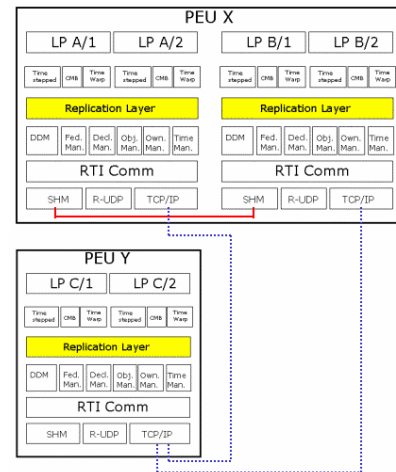 PEU X
LP A/1 LP A/2 LP B/1 LP B/2
Time stepped CMB Time Warp Time stepped CMB Time Warp Time stepped CMB Time Warp Time stepped CMB Time Warp
Replication Layer Replication Layer
DDM Fed. Man. Decl. Man. Obj. Man. Own. Man. Time Man. DDM Fed. Man. Decl. Man. Obj. Man. Own. Man. Time Man.
RTI Comm RTI Comm
SHM R-UDP TCP/IP SHM R-UDP TCP/IP
PEU Y
LP C/1 LP C/2
Time stepped CMB Time Warp Time stepped CMB Time Warp
Replication Layer
DDM Fed. Man. Decl. Man. Obj. Man. Own. Man. Time Man.
RTI Comm
SHM R-UDP TCP/IP